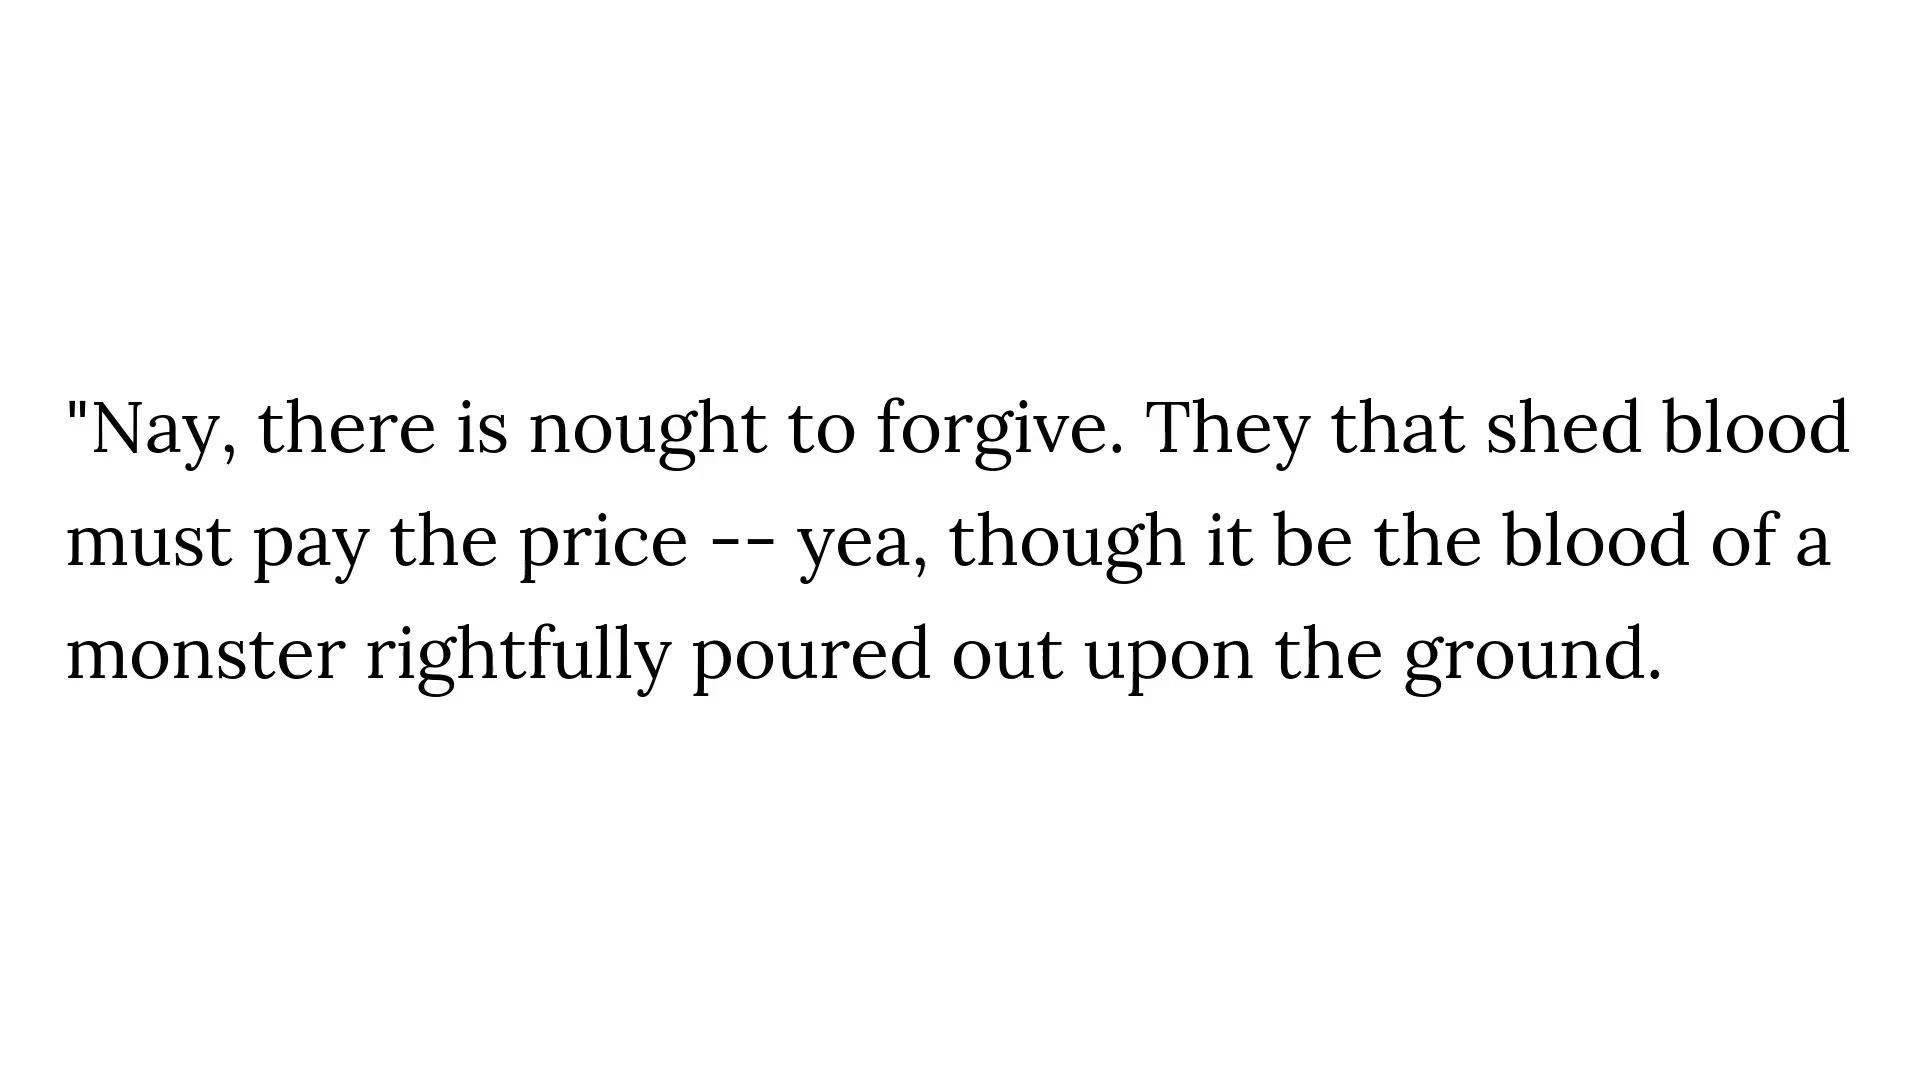 "Nay, there is nought to forgive. They that shed blood
must pay the price -- yea, though it be the blood of a
monster rightfully poured out upon the ground.